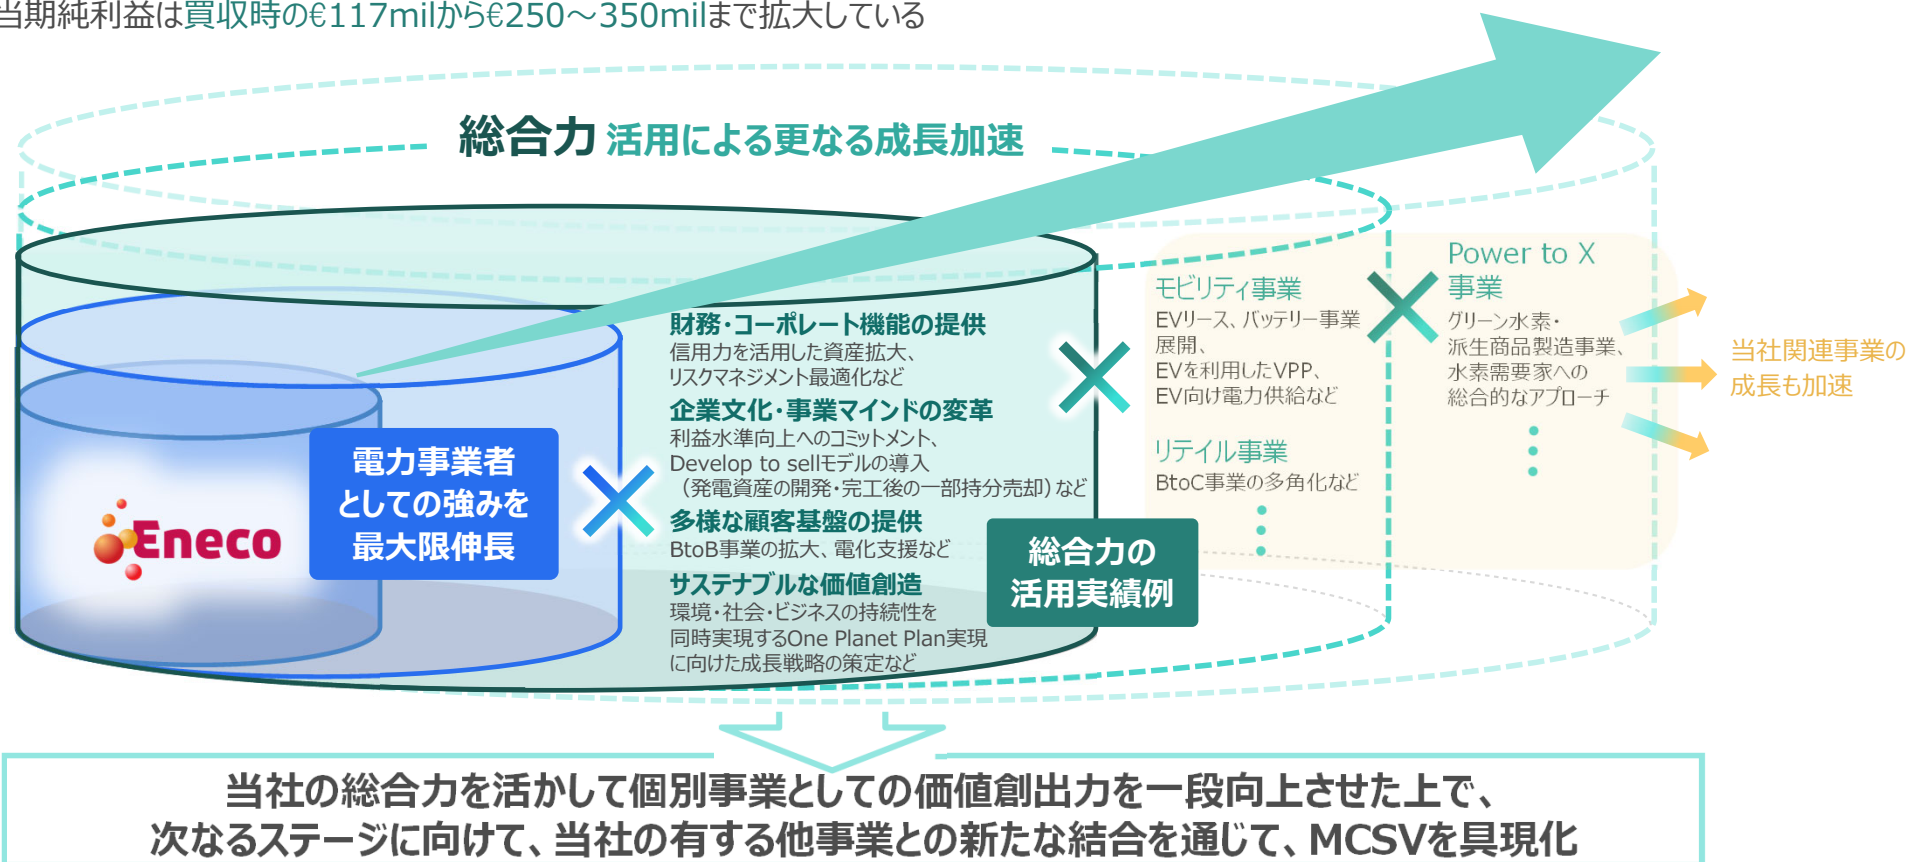 当期純利益は買収時の€117milから€250～350milまで拡大している
総合力 活用による更なる成長加速
Eneco
電力事業者
としての強みを
最大限伸長
財務・コーポレート機能の提供
信用力を活用した資産拡大、
リスクマネジメント最適化など
企業文化・事業マインドの変革
利益水準向上へのコミットメント、
Develop to sellモデルの導入
（発電資産の開発・完工後の一部持分売却）など
多様な顧客基盤の提供
BtoB事業の拡大、電化支援など
サステナブルな価値創造
環境・社会・ビジネスの持続性を
同時実現するOne Planet Plan実現
に向けた成長戦略の策定など
総合力の
活用実績例
モビリティ事業
EVリース、バッテリー事業
展開、
EVを利用したVPP、
EV向け電力供給など
リテイル事業
BtoC事業の多角化など
Power to X
事業
グリーン水素・
派生商品製造事業、
水素需要家への
総合的なアプローチ
当社関連事業の
成長も加速
当社の総合力を活かして個別事業としての価値創出力を一段向上させた上で、
次なるステージに向けて、当社の有する他事業との新たな結合を通じて、MCSVを具現化